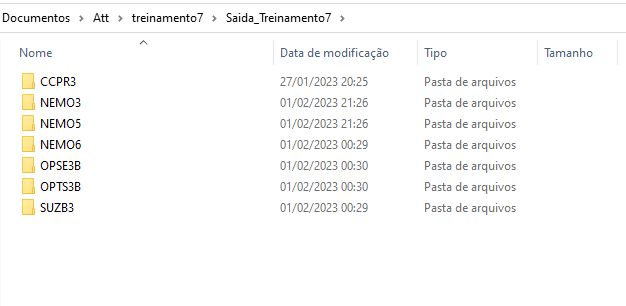 Documentos > Att > treinamento7 > Saida_Treinamento7 >
Nome Data de modificação Tipo Tamanho
CCPR3 27/01/2023 20:25 Pasta de arquivos
NEMO3 01/02/2023 21:26 Pasta de arquivos
NEMO5 01/02/2023 21:26 Pasta de arquivos
NEMO6 01/02/2023 00:29 Pasta de arquivos
OPSE3B 01/02/2023 00:30 Pasta de arquivos
OPTS3B 01/02/2023 00:30 Pasta de arquivos
SUZB3 01/02/2023 00:29 Pasta de arquivos